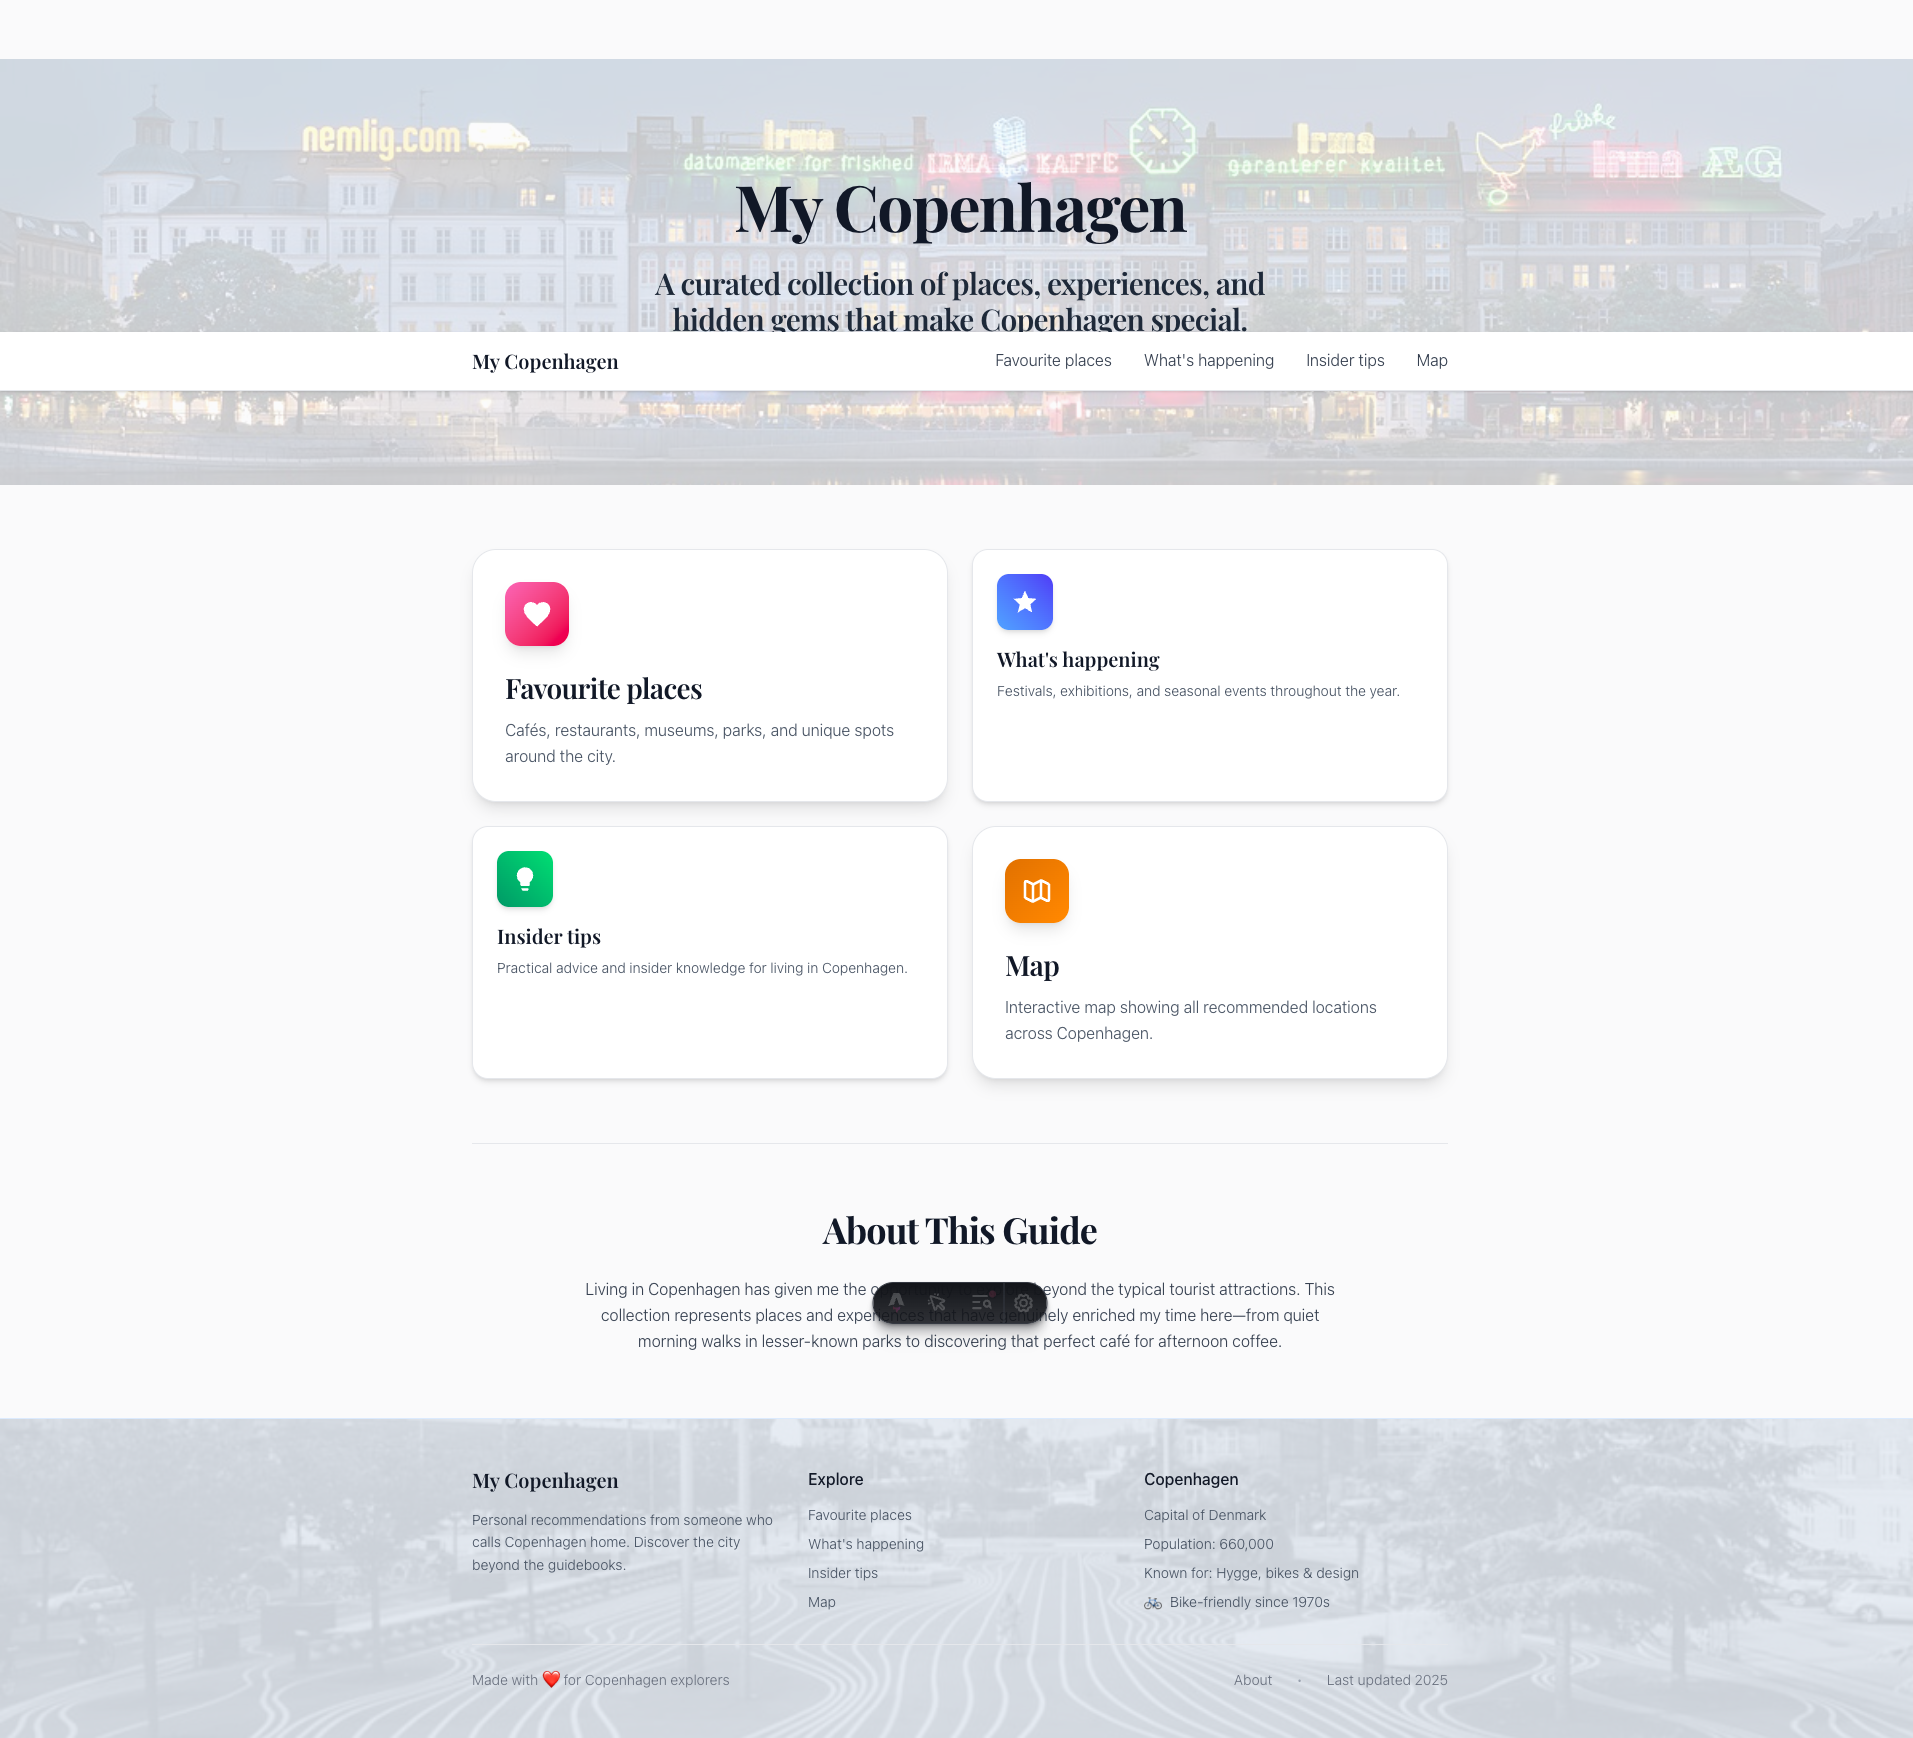 nemlig.com
Irma
datomærker for friskhed
IRMA KAFFE
Irma
garanterer kvalitet
friske
Irma ÆG
My Copenhagen
A curated collection of places, experiences, and
hidden gems that make Copenhagen special.
My Copenhagen
Favourite places
What's happening
Insider tips
Map
Favourite places
Cafés, restaurants, museums, parks, and unique spots
around the city.
What's happening
Festivals, exhibitions, and seasonal events throughout the year.
Insider tips
Practical advice and insider knowledge for living in Copenhagen.
Map
Interactive map showing all recommended locations
across Copenhagen.
About This Guide
Living in Copenhagen has given me the eyond the typical tourist attractions. This
collection represents places and experiences that have genuinely enriched my time here—from quiet
morning walks in lesser-known parks to discovering that perfect café for afternoon coffee.
My Copenhagen
Personal recommendations from someone who
calls Copenhagen home. Discover the city
beyond the guidebooks.
Explore
Favourite places
What's happening
Insider tips
Map
Copenhagen
Capital of Denmark
Population: 660,000
Known for: Hygge, bikes & design
🚲 Bike-friendly since 1970s
Made with ❤️ for Copenhagen explorers
About • Last updated 2025